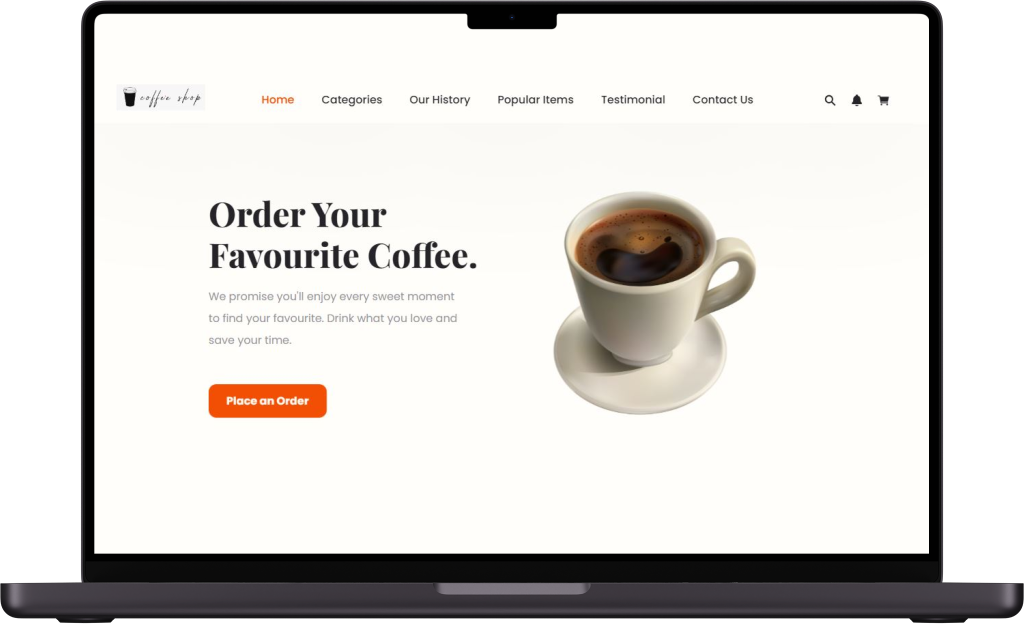 coffee shop
Home Categories Our History Popular Items Testimonial Contact Us
Order Your
Favourite Coffee.
We promise you'll enjoy every sweet moment
to find your favourite. Drink what you love and
save your time.
Place an Order